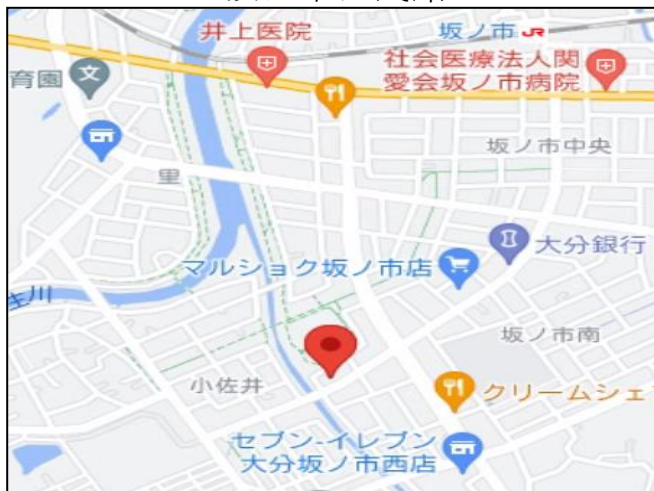 井上医院
坂ノ市 JR
社会医療法人関
愛会坂ノ市病院
育園
坂ノ市中央
里
大分銀行
マルショク坂ノ市店
生川
坂ノ市南
小佐井
クリームシェ
セブン-イレブン
大分坂ノ市西店